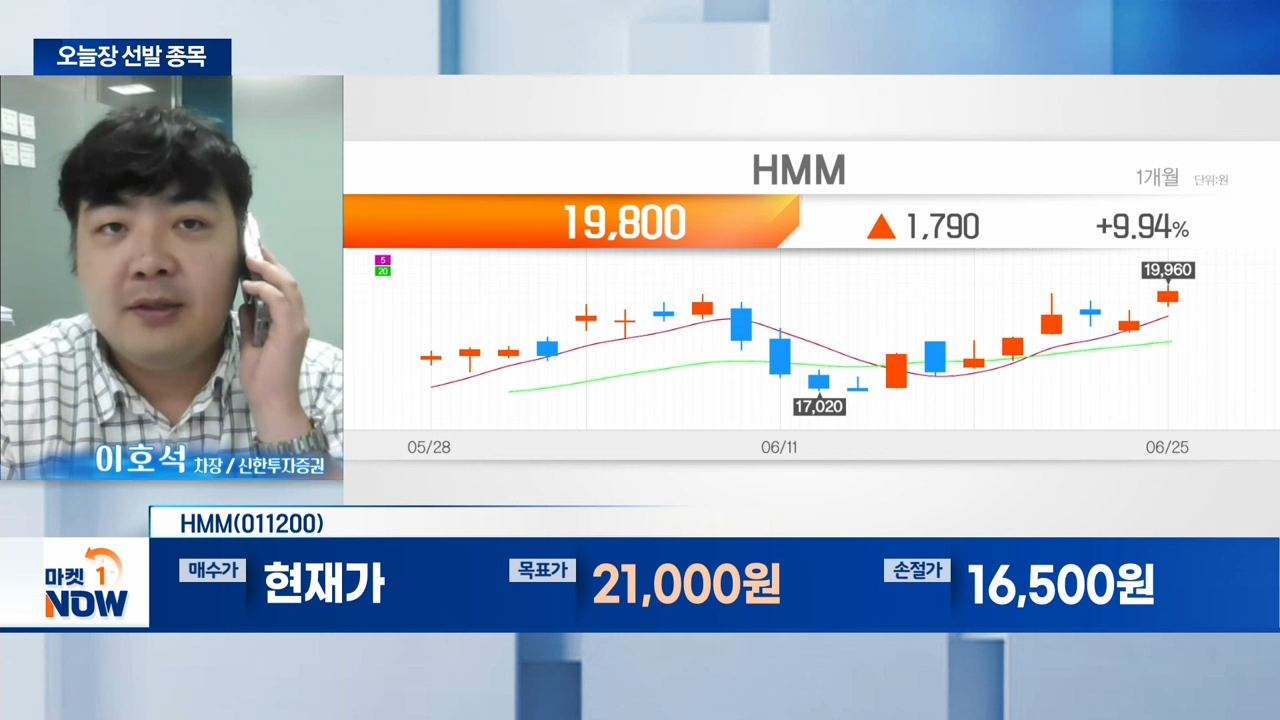 오늘장 선발 종목
HMM
1개월 단위:원
19,800 ▲ 1,790 +9.94%
5
20
19,960
17,020
05/28 06/11 06/25
이호석 차장 / 신한투자증권
HMM(011200)
마켓 1 NOW
매수가 현재가 목표가 21,000원 손절가 16,500원